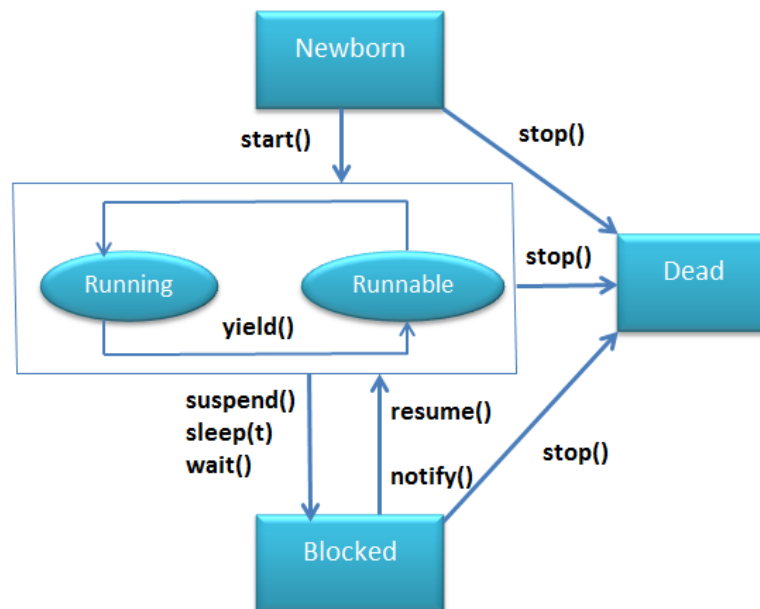 Newborn
start()
stop()
Running
Runnable
stop()
Dead
yield()
suspend()
sleep(t)
wait()
resume()
notify()
stop()
Blocked